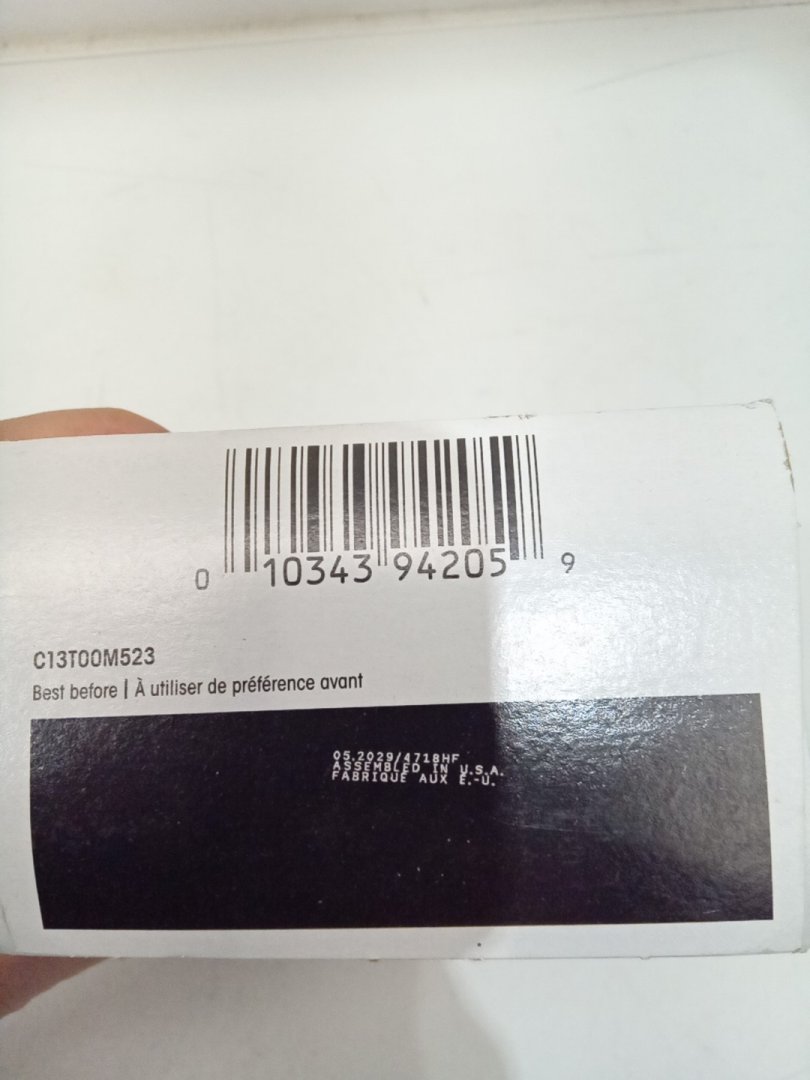 0 10343 94205 9
C13T00M523
Best before | À utiliser de préférence avant
05.2029/4718HF
ASSEMBLED IN U.S.A.
FABRIQUÉ AUX É.-U.